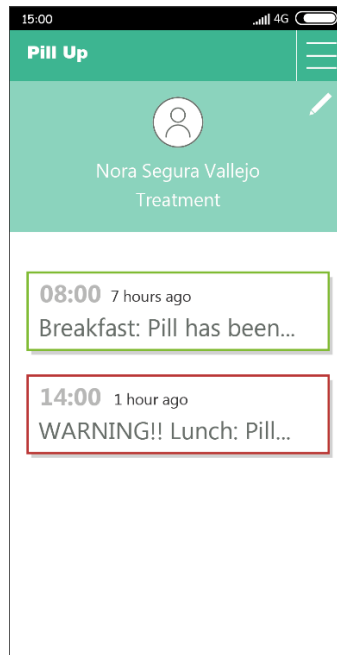 15:00 4G
Pill Up
Nora Segura Vallejo
Treatment
08:00 7 hours ago
Breakfast: Pill has been...
14:00 1 hour ago
WARNING!! Lunch: Pill...